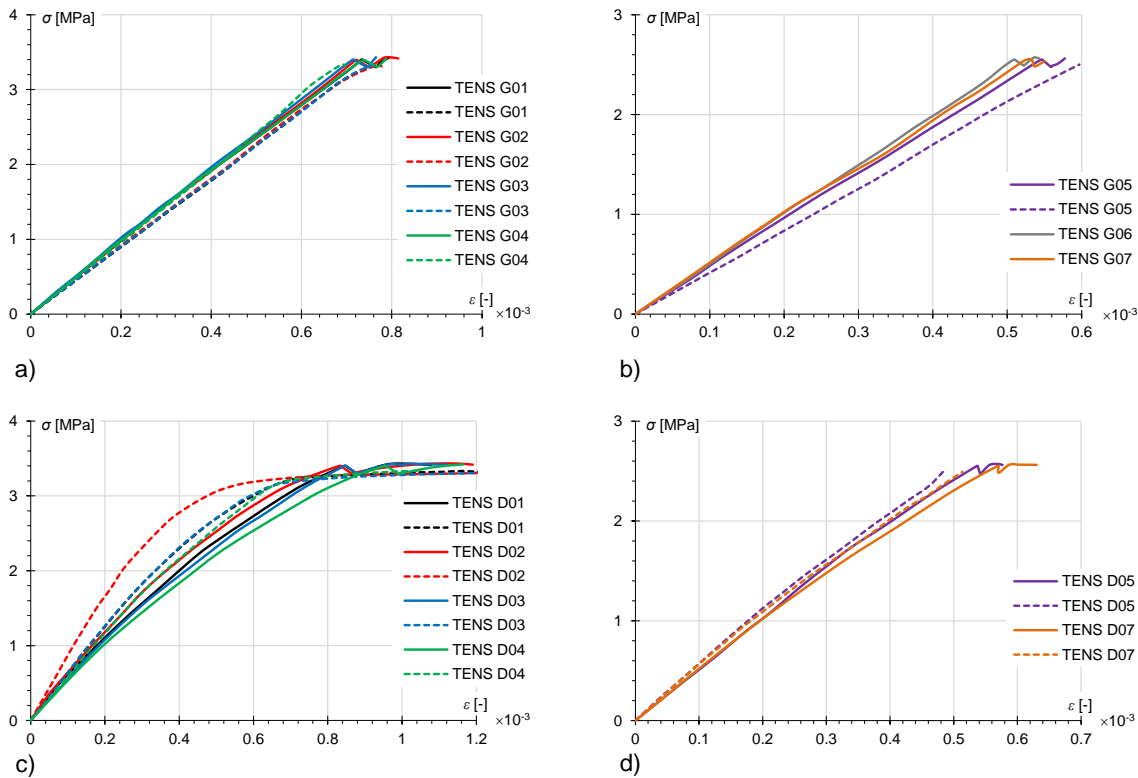 4
3
2
1
0
σ [MPa]
TENS G01
TENS G01
TENS G02
TENS G02
TENS G03
TENS G03
TENS G04
TENS G04
ε [-]
×10⁻³
0
0.2
0.4
0.6
0.8
1
a)
3
2
1
0
σ [MPa]
TENS G05
TENS G05
TENS G06
TENS G07
ε [-]
×10⁻³
0
0.1
0.2
0.3
0.4
0.5
0.6
b)
4
3
2
1
0
σ [MPa]
TENS D01
TENS D01
TENS D02
TENS D02
TENS D03
TENS D03
TENS D04
TENS D04
ε [-]
×10⁻³
0
0.2
0.4
0.6
0.8
1
1.2
c)
3
2
1
0
σ [MPa]
TENS D05
TENS D05
TENS D07
TENS D07
ε [-]
×10⁻³
0
0.1
0.2
0.3
0.4
0.5
0.6
0.7
d)